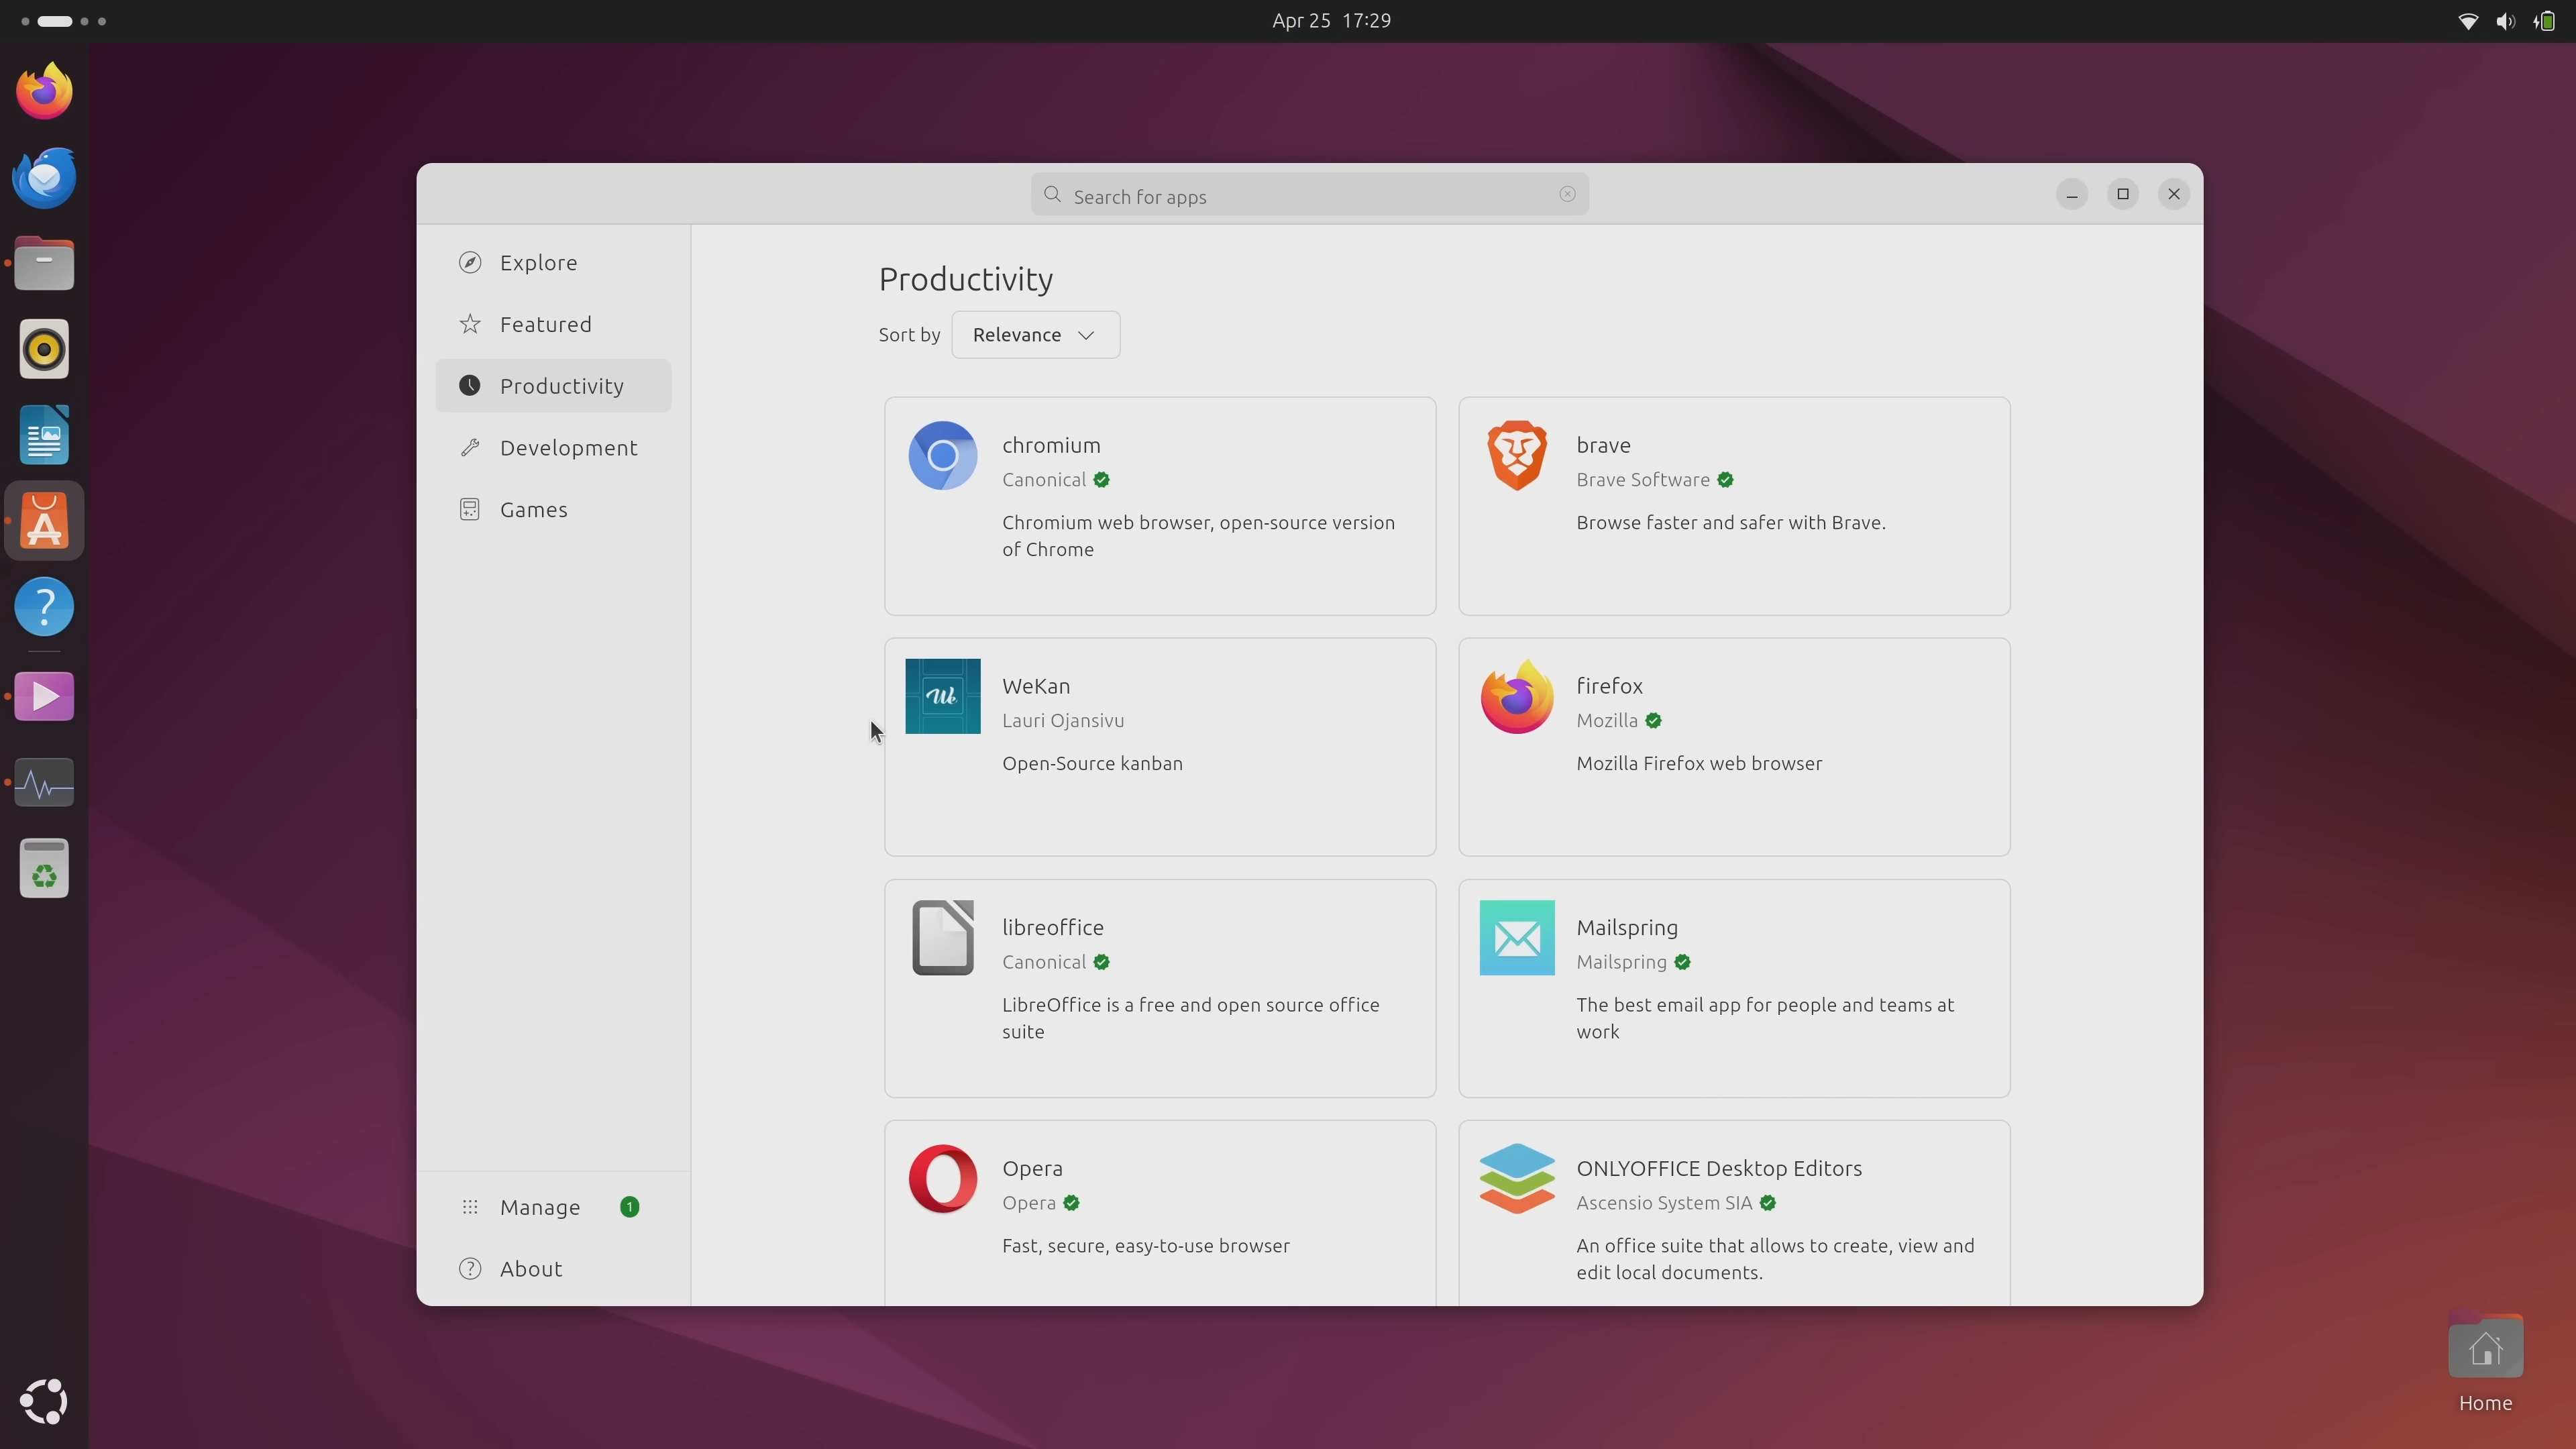 Apr 25 17:29
Search for apps
Explore
Featured
Productivity
Development
Games
Manage 1
About
Productivity
Sort by Relevance
chromium
Canonical
Chromium web browser, open-source version
of Chrome
brave
Brave Software
Browse faster and safer with Brave.
We
WeKan
Lauri Ojansivu
Open-Source kanban
firefox
Mozilla
Mozilla Firefox web browser
libreoffice
Canonical
LibreOffice is a free and open source office
suite
Mailspring
Mailspring
The best email app for people and teams at
work
Opera
Opera
Fast, secure, easy-to-use browser
ONLYOFFICE Desktop Editors
Ascensio System SIA
An office suite that allows to create, view and
edit local documents.
Home